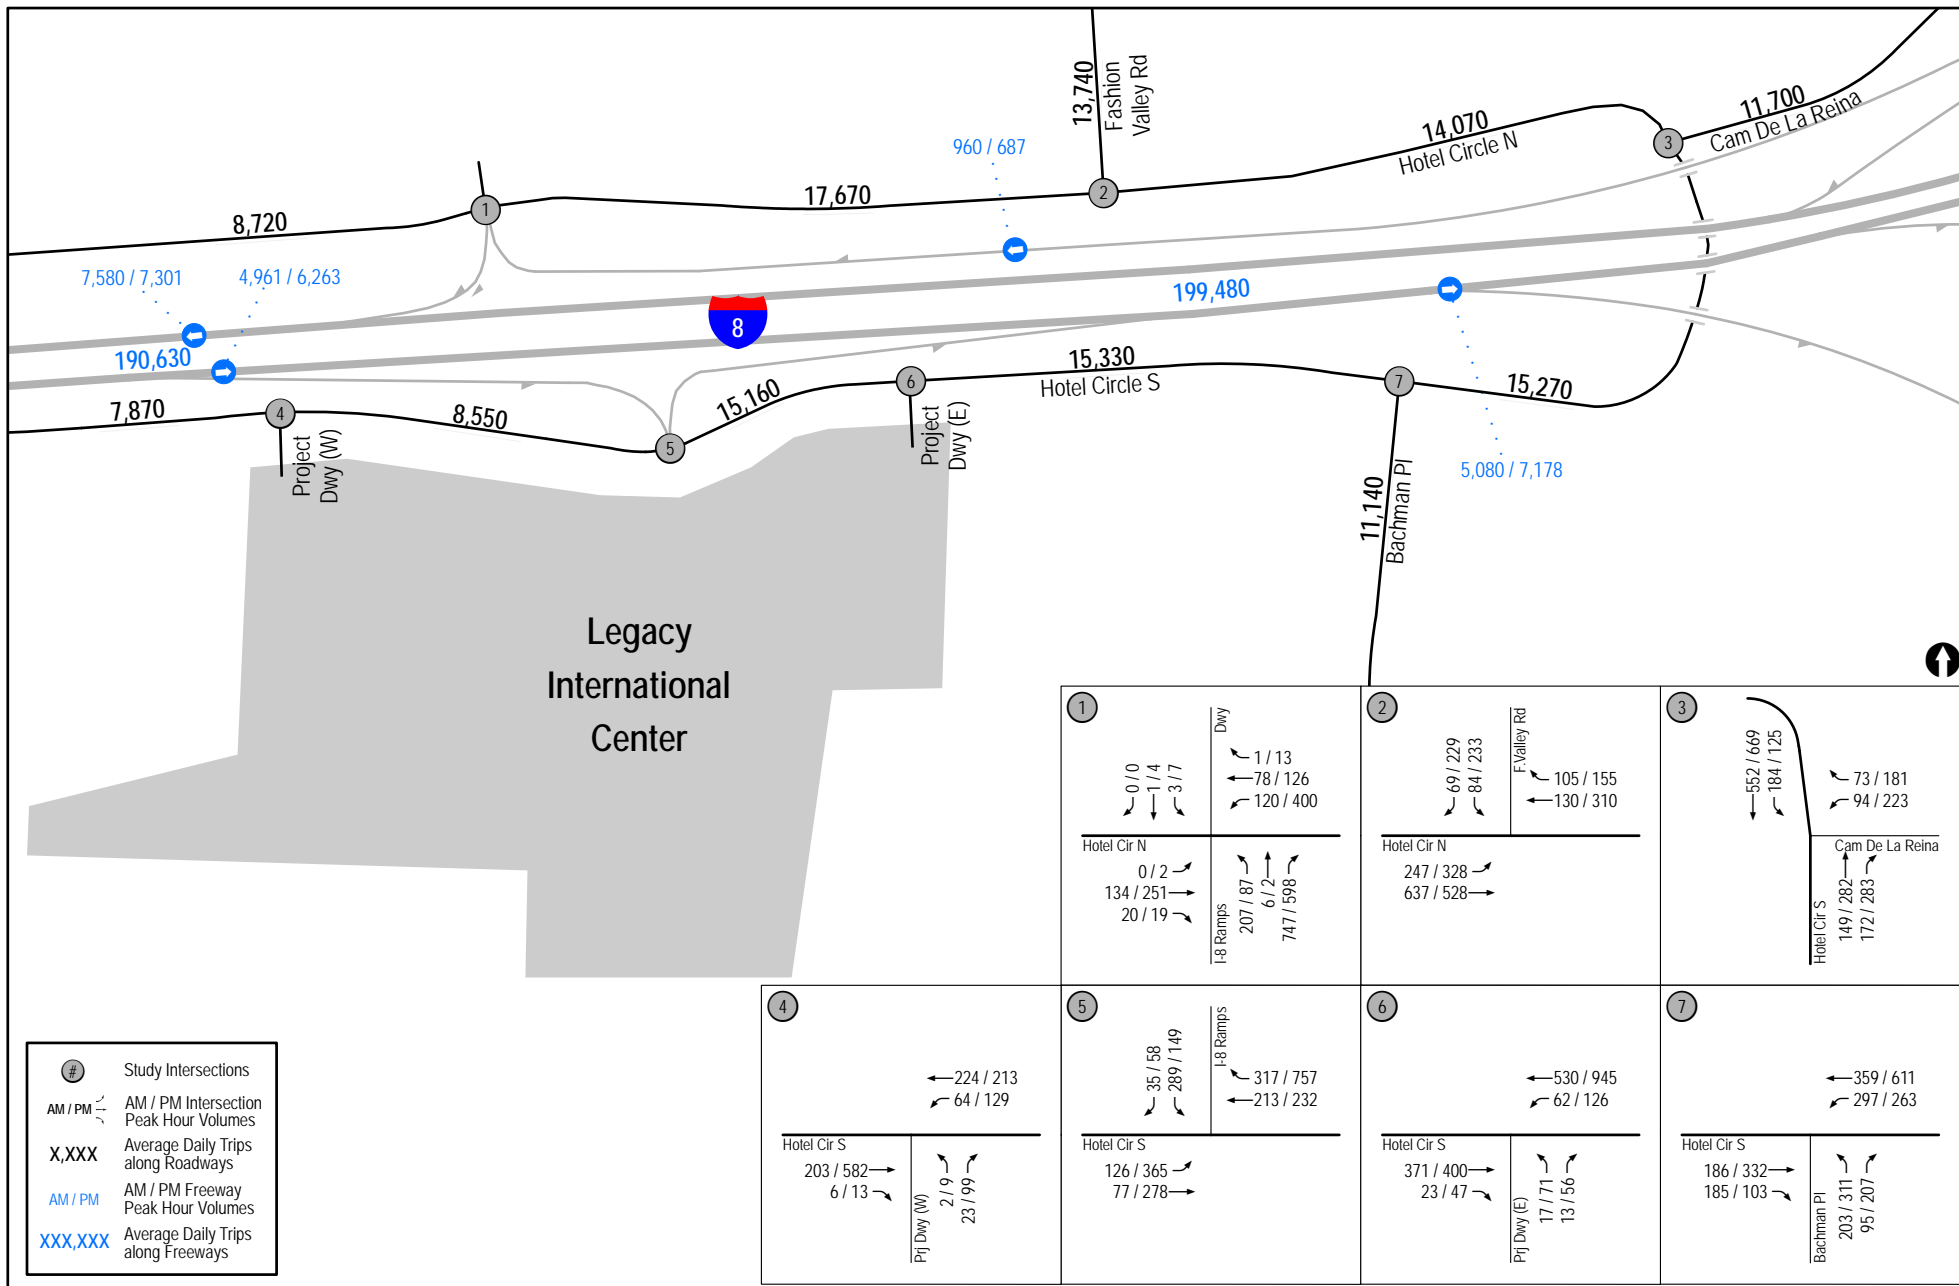 13,740
Fashion
Valley Rd
11,700
Cam De La Reina
14,070
Hotel Circle N
3
960 / 687
2
17,670
1
8,720
7,580 / 7,301
4,961 / 6,263
199,480
8
190,630
15,330
Hotel Circle S
6
7
15,270
15,160
7,870
4
8,550
5
Project
Dwy (W)
Project
Dwy (E)
5,080 / 7,178
11,140
Bachman Pl
Legacy
International
Center
1
Dwy
0 / 0
1 / 4
3 / 7
1 / 13
78 / 126
120 / 400
Hotel Cir N
0 / 2
134 / 251
20 / 19
I-8 Ramps
207 / 87
6 / 2
747 / 598
2
F.Valley Rd
69 / 229
84 / 233
105 / 155
130 / 310
Hotel Cir N
247 / 328
637 / 528
3
552 / 669
184 / 125
73 / 181
94 / 223
Cam De La Reina
Hotel Cir S
149 / 282
172 / 283
4
224 / 213
64 / 129
Hotel Cir S
203 / 582
6 / 13
Prj Dwy (W)
2 / 9
23 / 99
5
I-8 Ramps
35 / 58
289 / 149
317 / 757
213 / 232
Hotel Cir S
126 / 365
77 / 278
6
530 / 945
62 / 126
Hotel Cir S
371 / 400
23 / 47
Prj Dwy (E)
17 / 71
13 / 56
7
359 / 611
297 / 263
Hotel Cir S
186 / 332
185 / 103
Bachman Pl
203 / 311
95 / 207
# Study Intersections
AM / PM AM / PM Intersection
Peak Hour Volumes
X,XXX Average Daily Trips
along Roadways
AM / PM AM / PM Freeway
Peak Hour Volumes
XXX,XXX Average Daily Trips
along Freeways